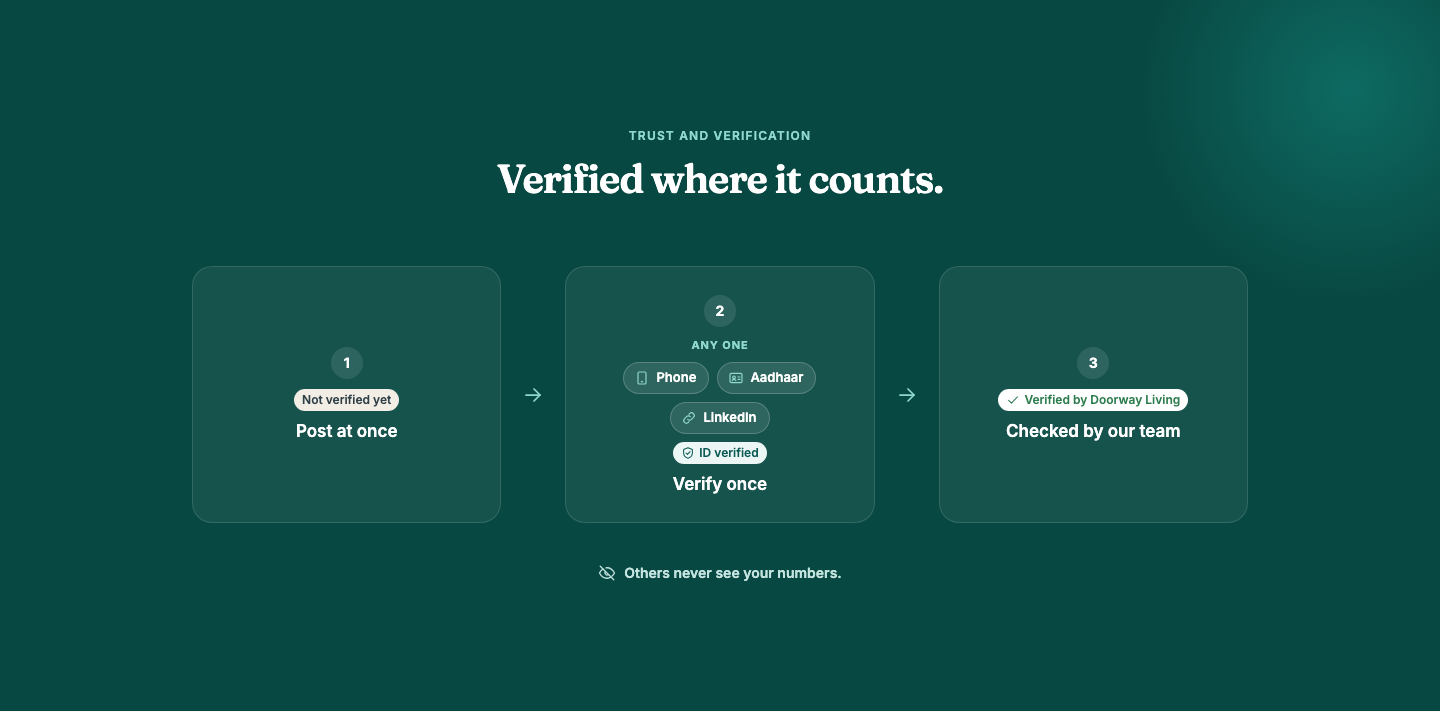 TRUST AND VERIFICATION
Verified where it counts.
1
Not verified yet
Post at once
2
ANY ONE
Phone
Aadhaar
LinkedIn
ID verified
Verify once
3
Verified by Doorway Living
Checked by our team
Others never see your numbers.